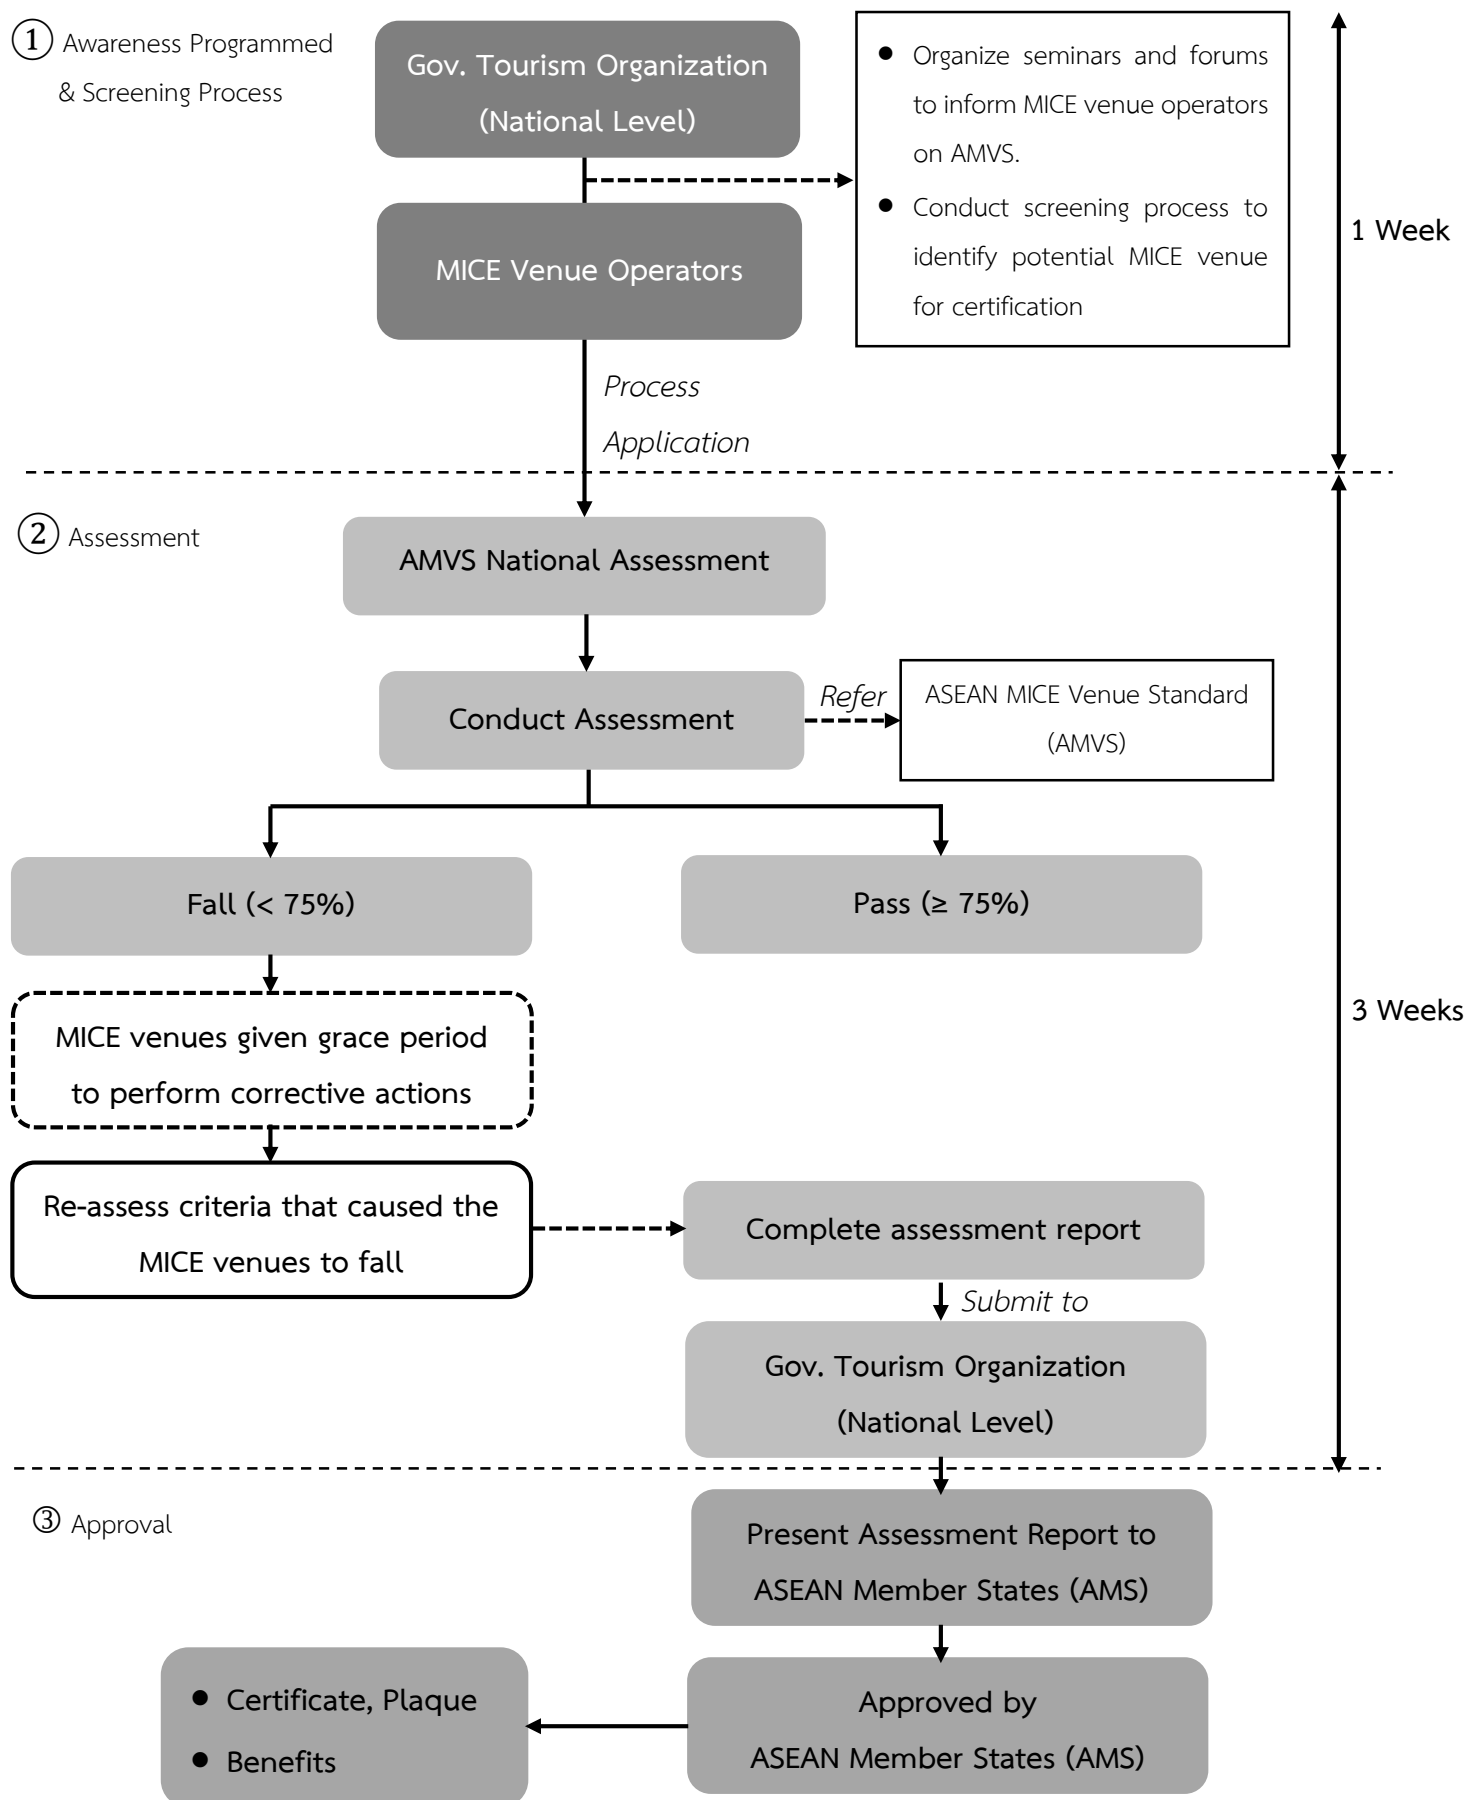 ① Awareness Programmed
& Screening Process
Gov. Tourism Organization
(National Level)
● Organize seminars and forums
to inform MICE venue operators
on AMVS.
● Conduct screening process to
identify potential MICE venue
for certification
1 Week
MICE Venue Operators
Process
Application
② Assessment
AMVS National Assessment
Conduct Assessment
Refer
ASEAN MICE Venue Standard
(AMVS)
Fall (< 75%)
Pass (≥ 75%)
MICE venues given grace period
to perform corrective actions
3 Weeks
Re-assess criteria that caused the
MICE venues to fall
Complete assessment report
Submit to
Gov. Tourism Organization
(National Level)
③ Approval
Present Assessment Report to
ASEAN Member States (AMS)
Approved by
ASEAN Member States (AMS)
● Certificate, Plaque
● Benefits